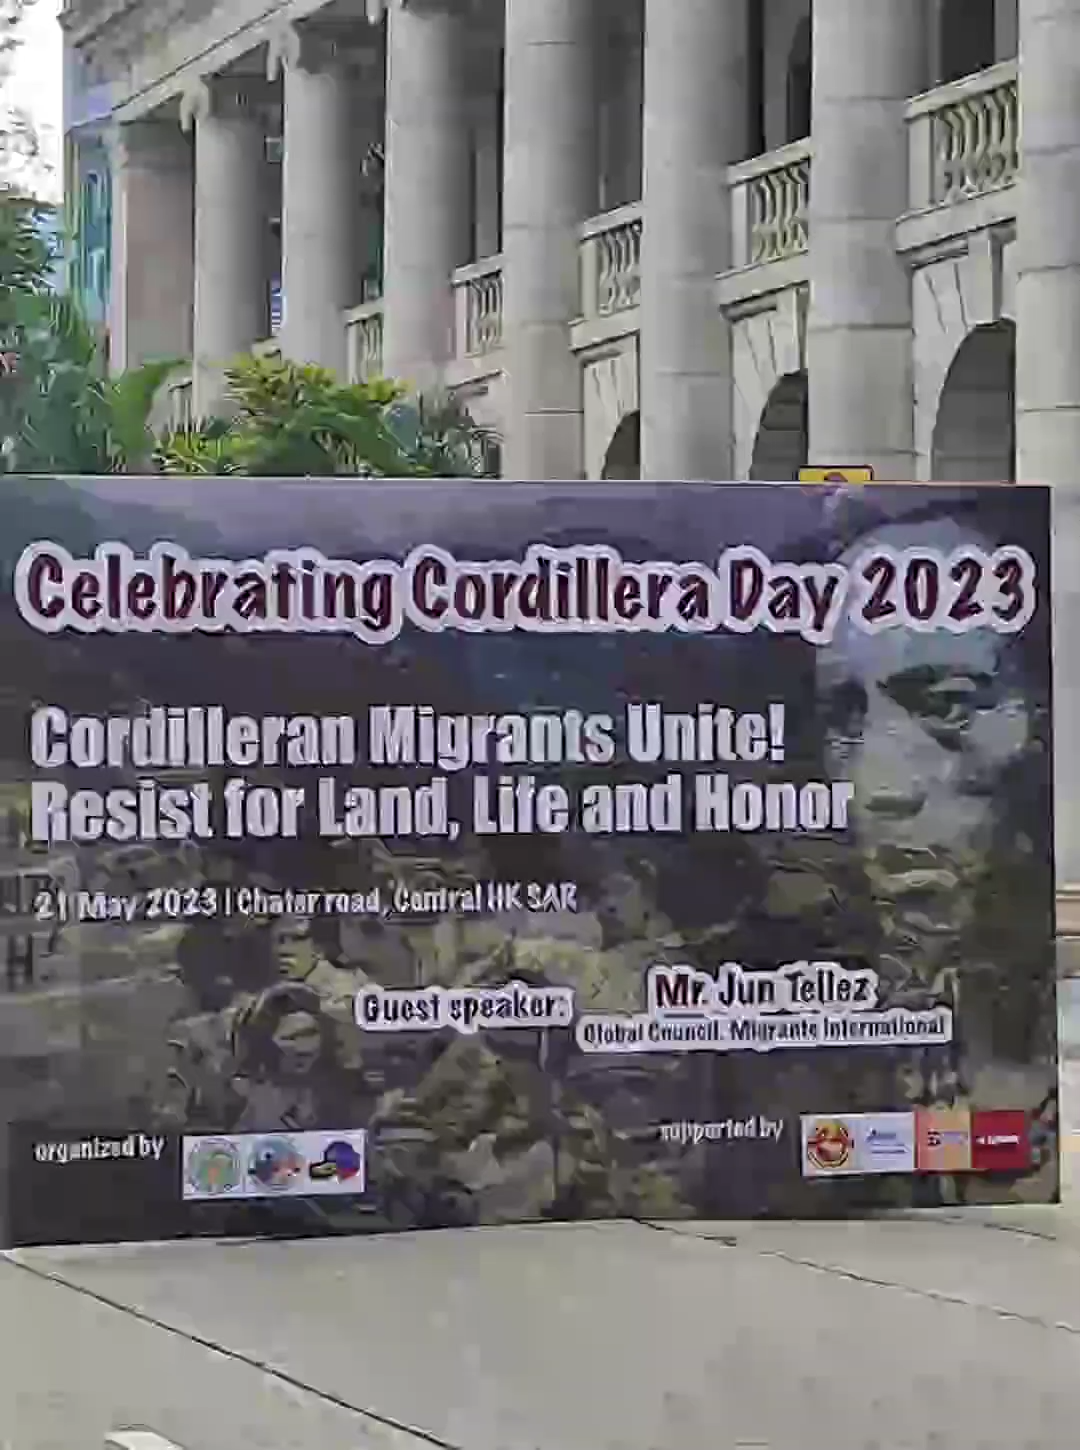 Celebrating Cordillera Day 2023
Cordilleran Migrants Unite!
Resist for Land, Life and Honor
21 May 2023 | Chater road, Central HK SAR
Guest speaker:
Mr. Jun Tellez
Global Council, Migrante International
organized by
supported by